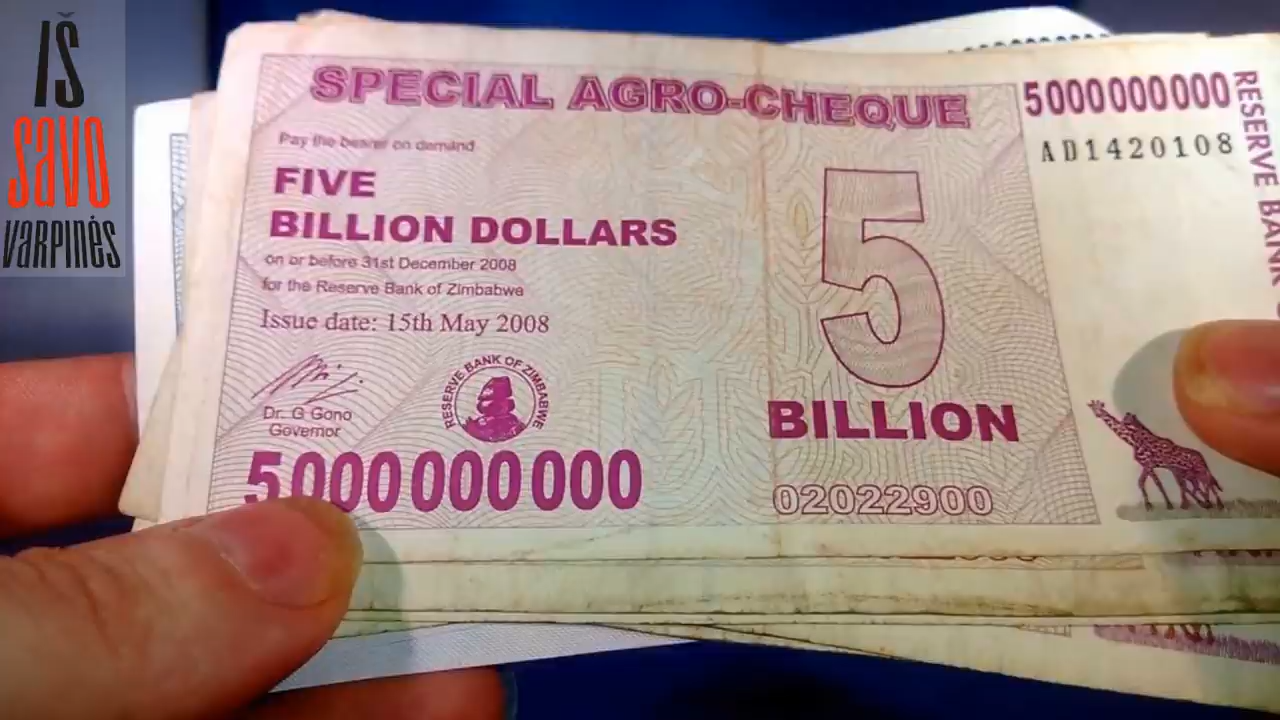 IŠ
SAVO
VARPINĖS
SPECIAL AGRO-CHEQUE
5000000000
AD1420108
RESERVE BANK
Pay the bearer on demand
FIVE
BILLION DOLLARS
on or before 31st December 2008
for the Reserve Bank of Zimbabwe
Issue date: 15th May 2008
Dr. G Gono
Governor
RESERVE BANK OF ZIMBABWE
5000000000
5
BILLION
02022900